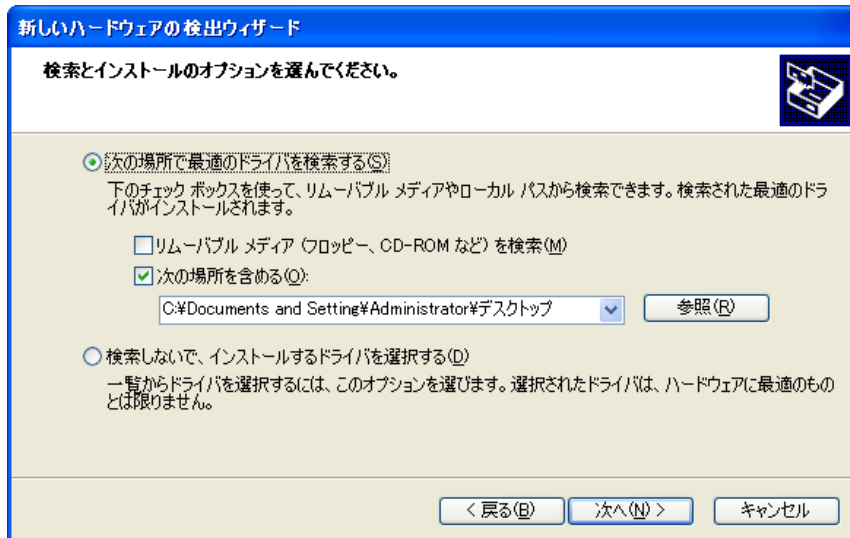 新しいハードウェアの検出ウィザード
検索とインストールのオプションを選んでください。
次の場所で最適のドライバを検索する(S)
下のチェック ボックスを使って、リムーバブル メディアやローカル パスから検索できます。検索された最適のドラ
イバがインストールされます。
リムーバブル メディア (フロッピー、CD-ROM など) を検索(M)
次の場所を含める(O):
C:¥Documents and Setting¥Administrator¥デスクトップ
参照(R)
検索しないで、インストールするドライバを選択する(D)
一覧からドライバを選択するには、このオプションを選びます。選択されたドライバは、ハードウェアに最適のもの
とは限りません。
< 戻る(B)
次へ(N) >
キャンセル